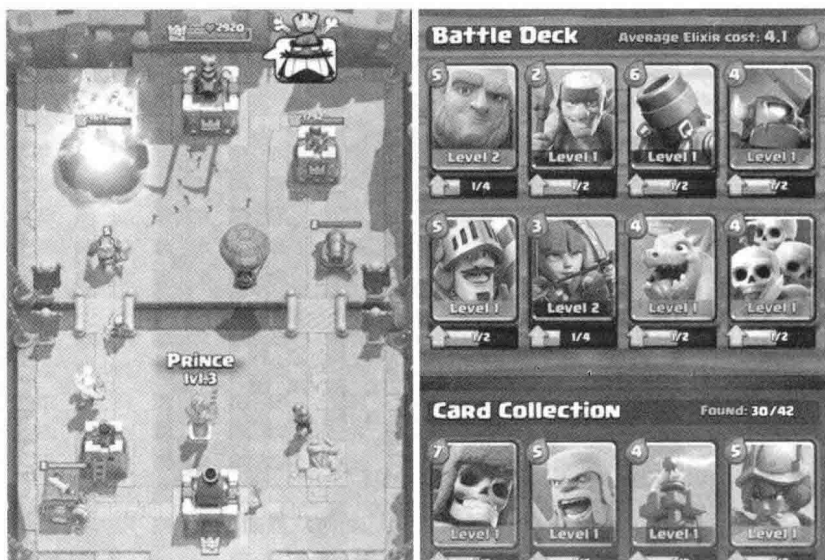 2920
PRINCE
lvl.3
BATTLE DECK AVERAGE ELIXIR COST: 4.1
5 2 6 4
Level 2 Level 1 Level 1 Level 1
1/4 1/2 1/2 1/2
5 3 4 4
Level 1 Level 2 Level 1 Level 1
1/2 1/4 1/2 1/2
CARD COLLECTION FOUND: 30/42
7 5 4 5
Level 1 Level 1 Level 1 Level 1